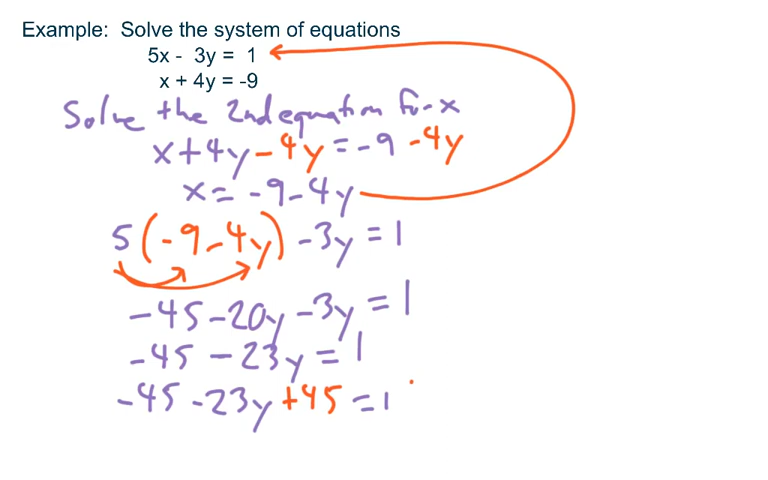 Example: Solve the system of equations
5x - 3y = 1
x + 4y = -9
Solve the 2nd equation for x
x+4y-4y=-9-4y
x=-9-4y
5(-9-4y)-3y=1
-45-20y-3y=1
-45-23y=1
-45-23y+45=1